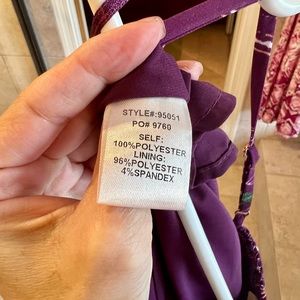 STYLE#:95051
PO# 9760
SELF:
100%POLYESTER
LINING:
96%POLYESTER
4%SPANDEX